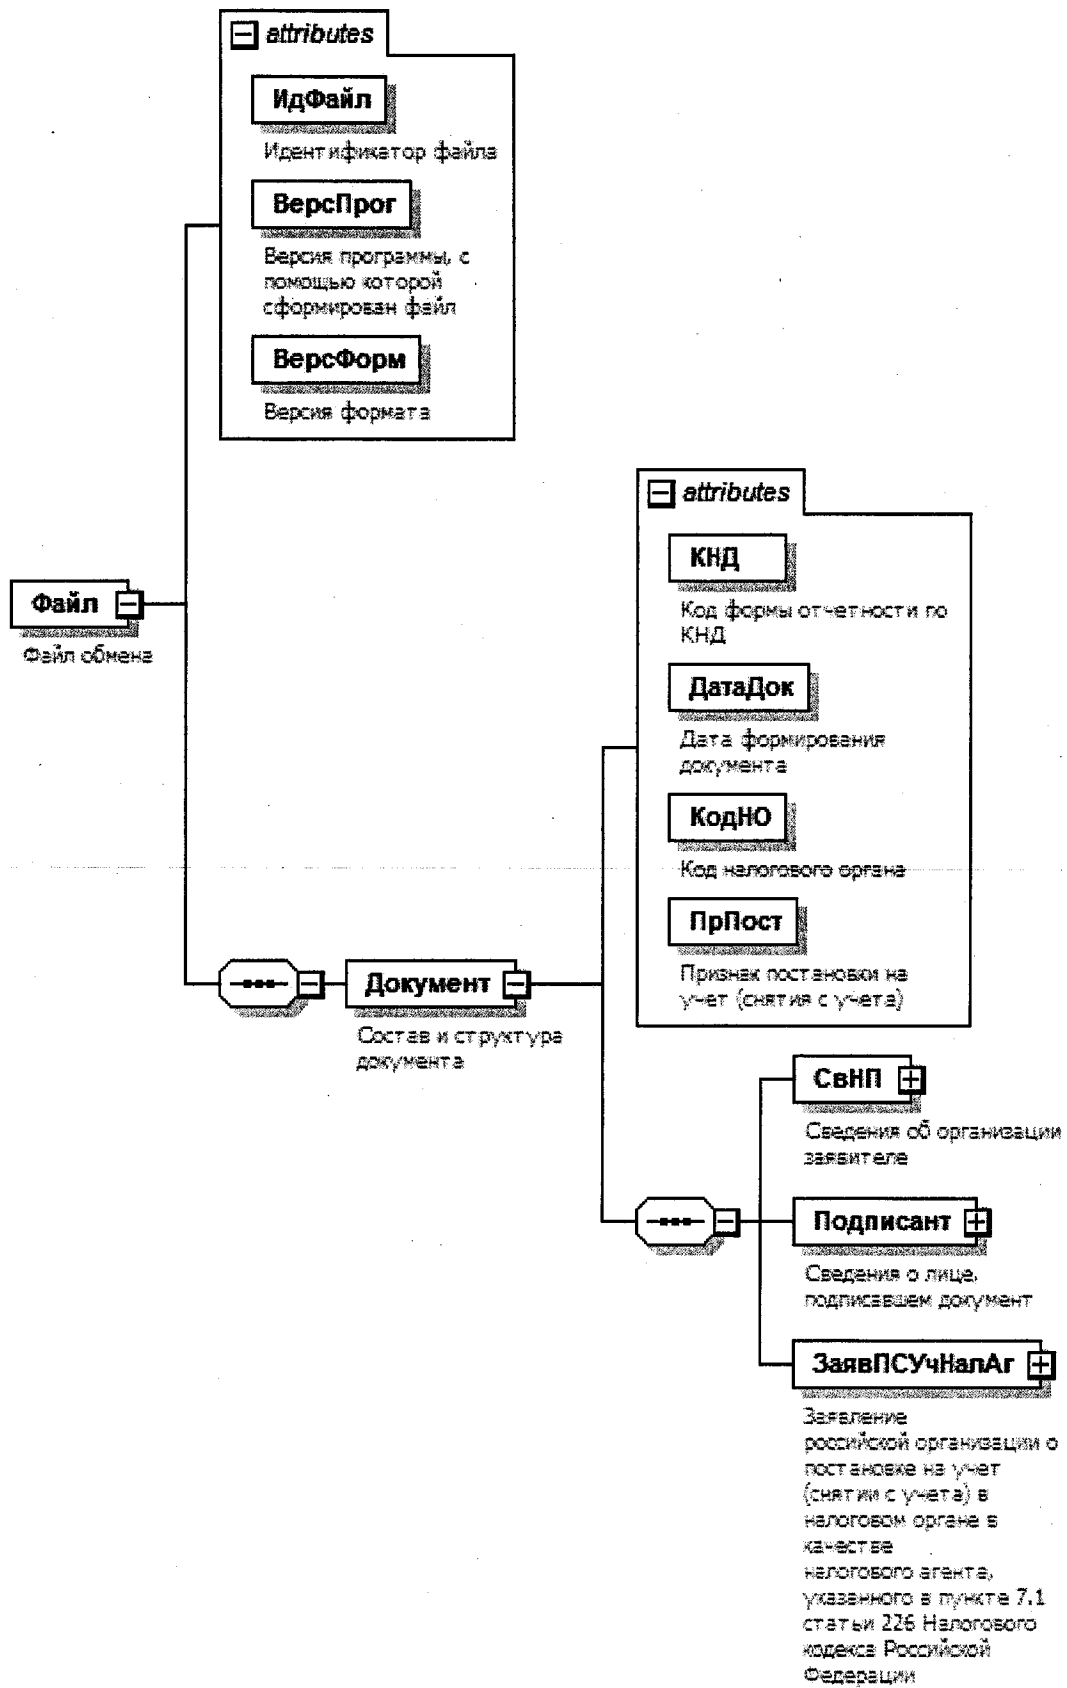 attributes
ИдФайл
Идентификатор файла
ВерсПрог
Версия программы, с
помощью которой
сформирован файл
ВерсФорм
Версия формата
Файл
Файл обмена
attributes
КНД
Код формы отчетности по
КНД
ДатаДок
Дата формирования
документа
КодНО
Код налогового органа
ПрПост
Признак постановки на
учет (снятия с учета)
Документ
Состав и структура
документа
СвНП
Сведения об организации
заявителе
Подписант
Сведения о лице,
подписавшем документ
ЗаявПСУчНалАг
Заявление
российской организации о
постановке на учет
(снятии с учета) в
налоговом органе в
качестве
налогового агента,
указанного в пункте 7.1
статьи 226 Налогового
кодекса Российской
Федерации